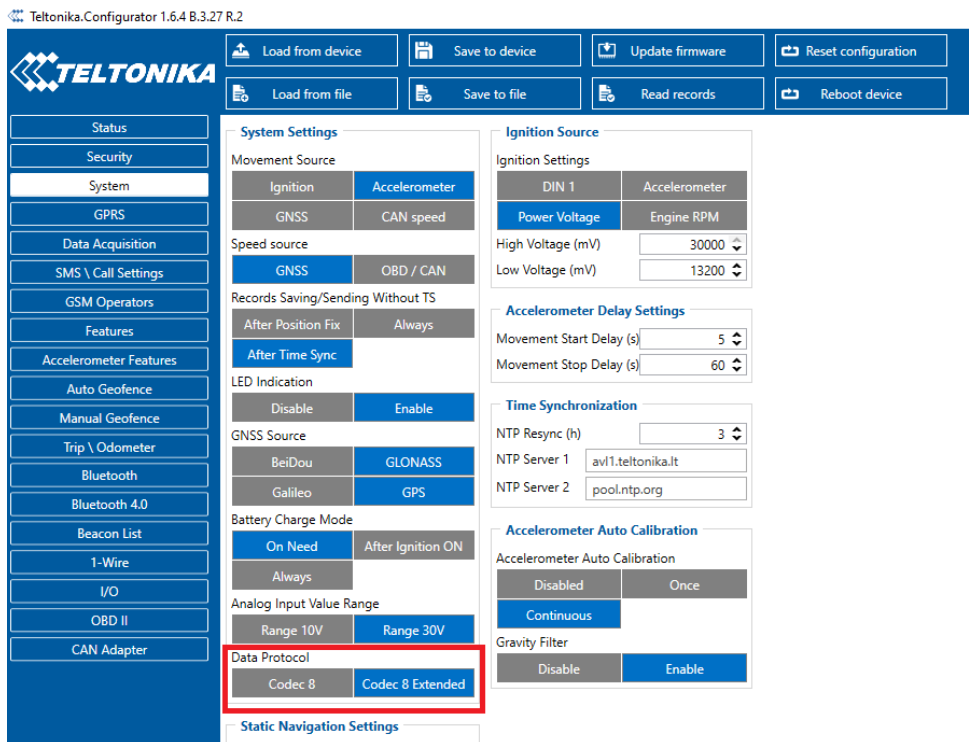 Teltonika.Configurator 1.6.4 B.3.27 R.2
TELTONIKA
Load from device
Save to device
Update firmware
Reset configuration
Load from file
Save to file
Read records
Reboot device
Status
Security
System
GPRS
Data Acquisition
SMS \ Call Settings
GSM Operators
Features
Accelerometer Features
Auto Geofence
Manual Geofence
Trip \ Odometer
Bluetooth
Bluetooth 4.0
Beacon List
1-Wire
I/O
OBD II
CAN Adapter
System Settings
Movement Source
Ignition Accelerometer
GNSS CAN speed
Speed source
GNSS OBD / CAN
Records Saving/Sending Without TS
After Position Fix Always
After Time Sync
LED Indication
Disable Enable
GNSS Source
BeiDou GLONASS
Galileo GPS
Battery Charge Mode
On Need After Ignition ON
Always
Analog Input Value Range
Range 10V Range 30V
Data Protocol
Codec 8 Codec 8 Extended
Static Navigation Settings
Ignition Source
Ignition Settings
DIN 1 Accelerometer
Power Voltage Engine RPM
High Voltage (mV) 30000
Low Voltage (mV) 13200
Accelerometer Delay Settings
Movement Start Delay (s) 5
Movement Stop Delay (s) 60
Time Synchronization
NTP Resync (h) 3
NTP Server 1 avl1.teltonika.lt
NTP Server 2 pool.ntp.org
Accelerometer Auto Calibration
Accelerometer Auto Calibration
Disabled Once
Continuous
Gravity Filter
Disable Enable